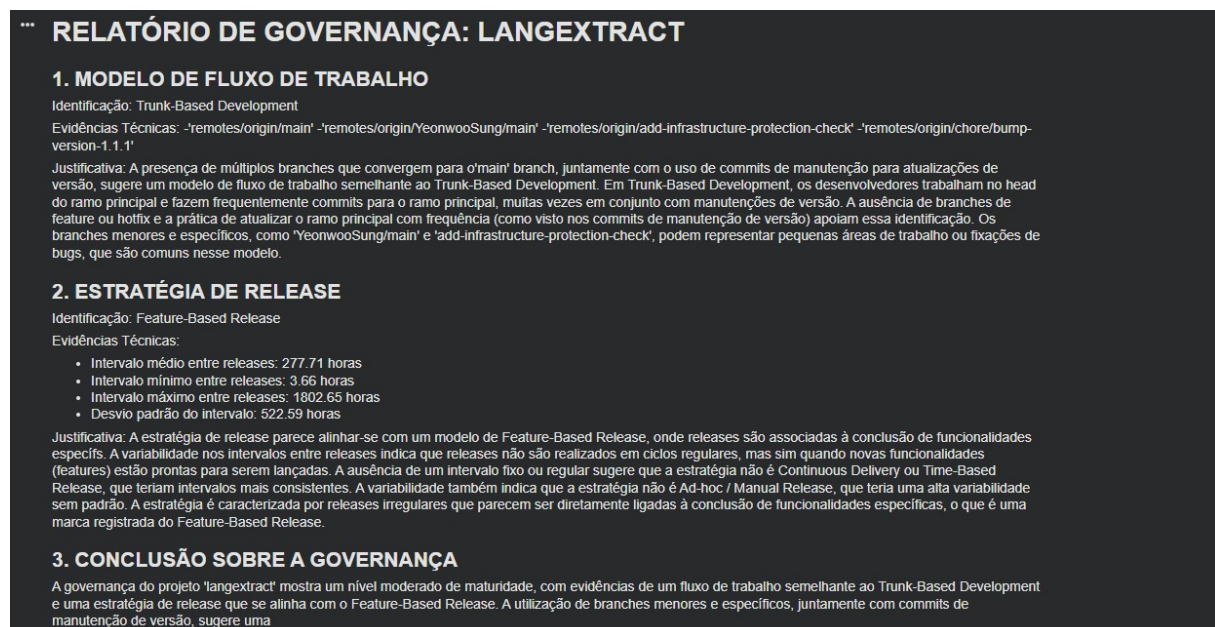 RELATÓRIO DE GOVERNANÇA: LANGEXTRACT
1. MODELO DE FLUXO DE TRABALHO
Identificação: Trunk-Based Development
Evidências Técnicas: -'remotes/origin/main' -'remotes/origin/YeonwooSung/main' -'remotes/origin/add-infrastructure-protection-check' -'remotes/origin/chore/bump-
version-1.1.1'
Justificativa: A presença de múltiplos branches que convergem para o'main' branch, juntamente com o uso de commits de manutenção para atualizações de
versão, sugere um modelo de fluxo de trabalho semelhante ao Trunk-Based Development. Em Trunk-Based Development, os desenvolvedores trabalham no head
do ramo principal e fazem frequentemente commits para o ramo principal, muitas vezes em conjunto com manutenções de versão. A ausência de branches de
feature ou hotfix e a prática de atualizar o ramo principal com frequência (como visto nos commits de manutenção de versão) apoiam essa identificação. Os
branches menores e específicos, como 'YeonwooSung/main' e 'add-infrastructure-protection-check', podem representar pequenas áreas de trabalho ou fixações de
bugs, que são comuns nesse modelo.
2. ESTRATÉGIA DE RELEASE
Identificação: Feature-Based Release
Evidências Técnicas:
• Intervalo médio entre releases: 277.71 horas
• Intervalo mínimo entre releases: 3.66 horas
• Intervalo máximo entre releases: 1802.65 horas
• Desvio padrão do intervalo: 522.59 horas
Justificativa: A estratégia de release parece alinhar-se com um modelo de Feature-Based Release, onde releases são associadas à conclusão de funcionalidades
específs. A variabilidade nos intervalos entre releases indica que releases não são realizados em ciclos regulares, mas sim quando novas funcionalidades
(features) estão prontas para serem lançadas. A ausência de um intervalo fixo ou regular sugere que a estratégia não é Continuous Delivery ou Time-Based
Release, que teriam intervalos mais consistentes. A variabilidade também indica que a estratégia não é Ad-hoc / Manual Release, que teria uma alta variabilidade
sem padrão. A estratégia é caracterizada por releases irregulares que parecem ser diretamente ligadas à conclusão de funcionalidades específicas, o que é uma
marca registrada do Feature-Based Release.
3. CONCLUSÃO SOBRE A GOVERNANÇA
A governança do projeto 'langextract' mostra um nível moderado de maturidade, com evidências de um fluxo de trabalho semelhante ao Trunk-Based Development
e uma estratégia de release que se alinha com o Feature-Based Release. A utilização de branches menores e específicos, juntamente com commits de
manutenção de versão, sugere uma